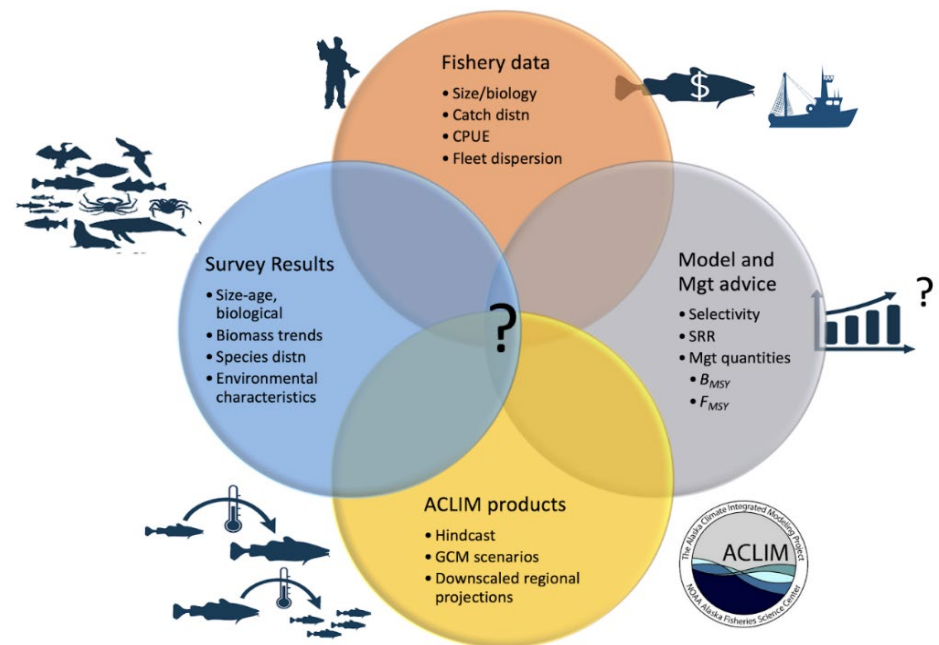 Fishery data
• Size/biology
• Catch distn
• CPUE
• Fleet dispersion
$
Survey Results
• Size-age,
biological
• Biomass trends
• Species distn
• Environmental
characteristics
?
Model and
Mgt advice
• Selectivity
• SRR
• Mgt quantities
• BMSY
• FMSY
?
ACLIM products
• Hindcast
• GCM scenarios
• Downscaled regional
projections
The Alaska Climate Integrated Modeling Project
ACLIM
NOAA Alaska Fisheries Science Center